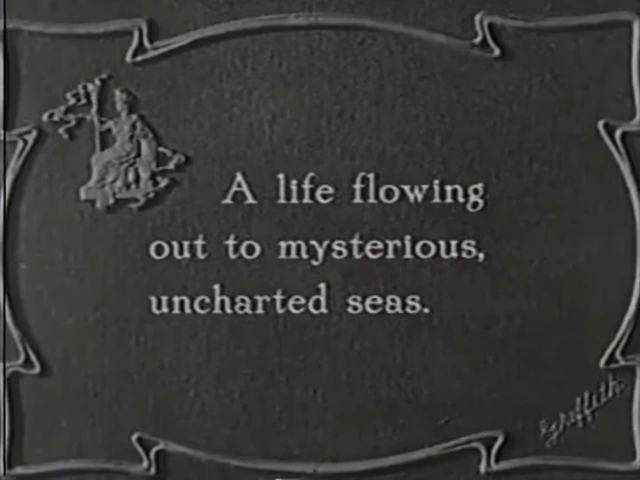 A life flowing
out to mysterious,
uncharted seas.
Griffith